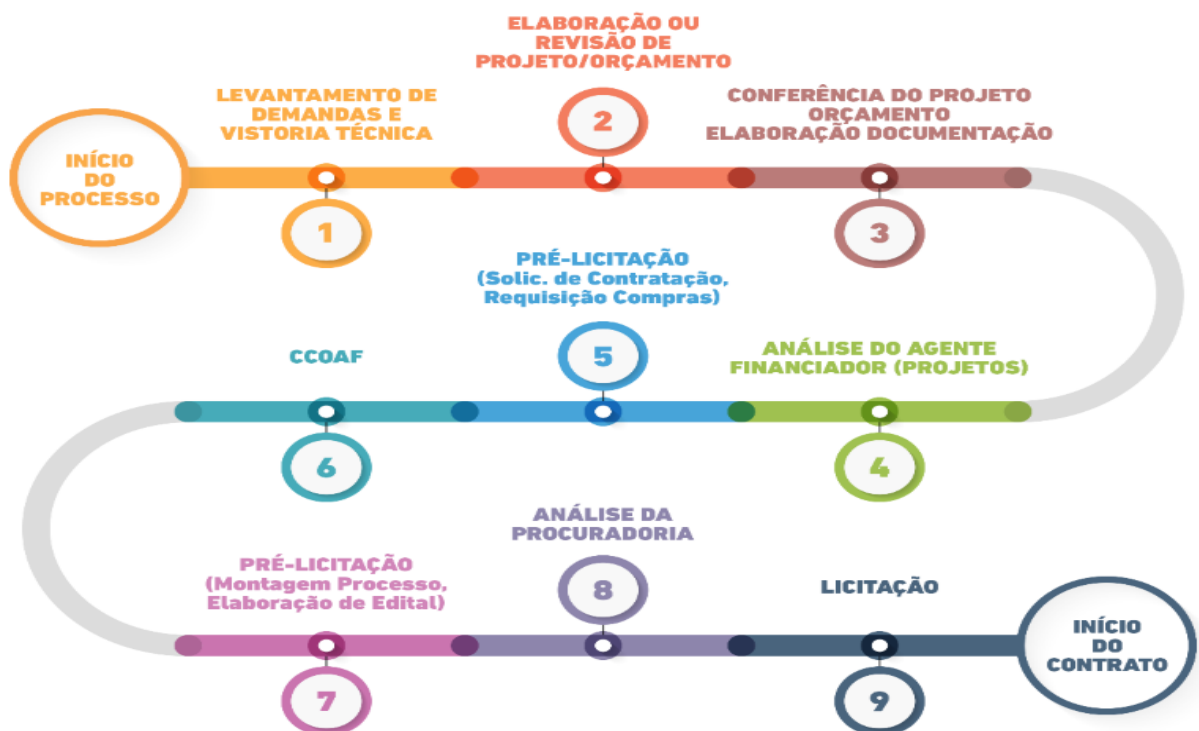 INÍCIO
DO
PROCESSO
LEVANTAMENTO DE
DEMANDAS E
VISTORIA TÉCNICA
1
ELABORAÇÃO OU
REVISÃO DE
PROJETO/ORÇAMENTO
2
CONFERÊNCIA DO PROJETO
ORÇAMENTO
ELABORAÇÃO DOCUMENTAÇÃO
3
ANÁLISE DO AGENTE
FINANCIADOR (PROJETOS)
4
PRÉ-LICITAÇÃO
(Solic. de Contratação,
Requisição Compras)
5
CCOAF
6
PRÉ-LICITAÇÃO
(Montagem Processo,
Elaboração de Edital)
7
ANÁLISE DA
PROCURADORIA
8
LICITAÇÃO
9
INÍCIO
DO
CONTRATO